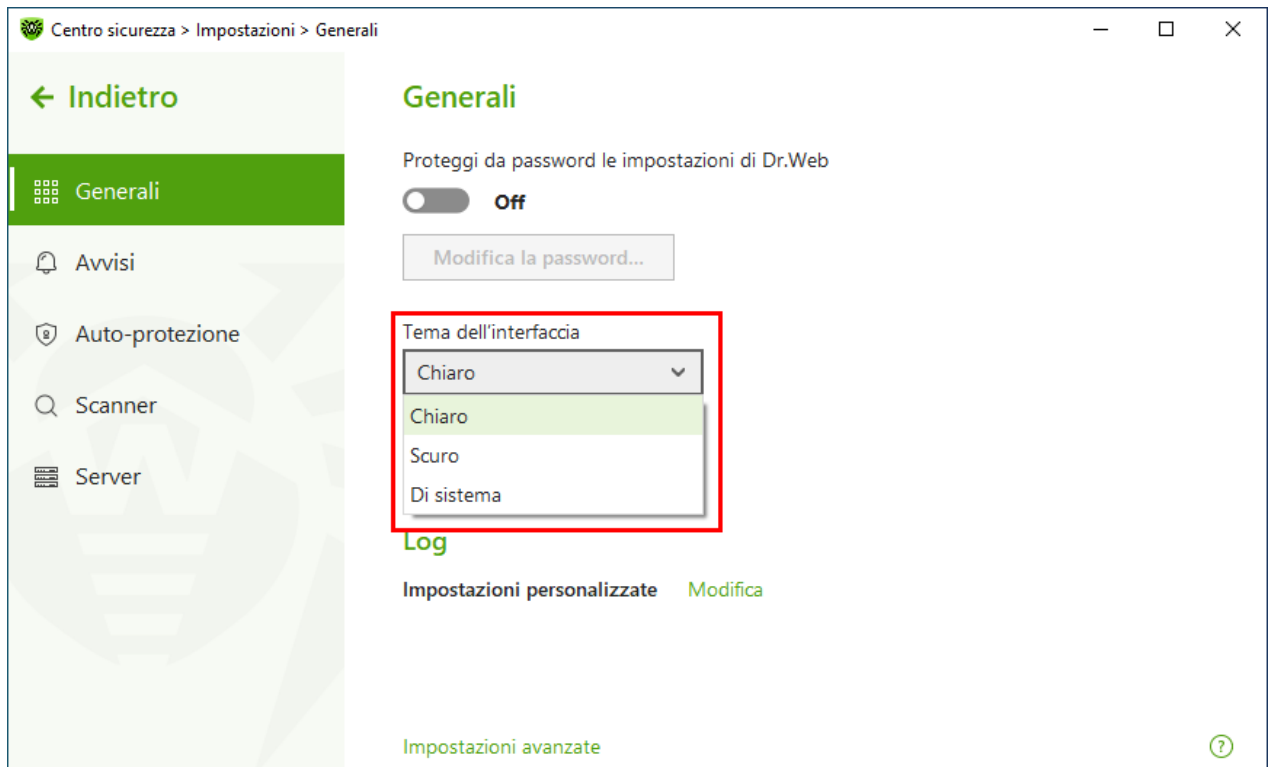 Centro sicurezza > Impostazioni > Generali
Indietro
Generali
Avvisi
Auto-protezione
Scanner
Server
Generali
Proteggi da password le impostazioni di Dr.Web
Off
Modifica la password...
Tema dell'interfaccia
Chiaro
Chiaro
Scuro
Di sistema
Log
Impostazioni personalizzate Modifica
Impostazioni avanzate
?